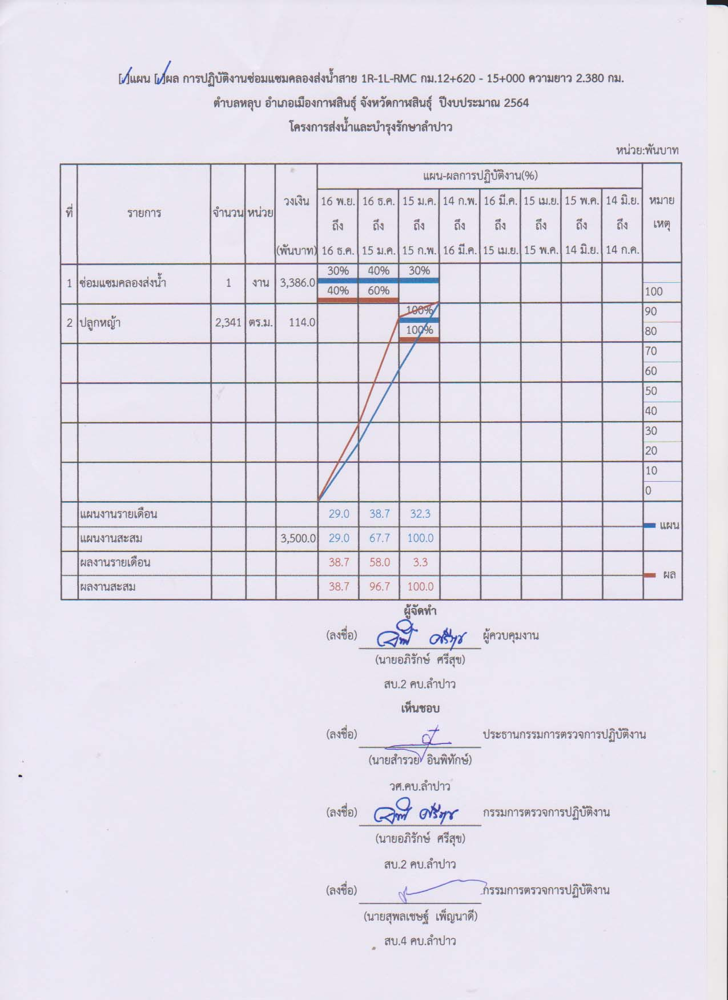 [✓]แผน [✓]ผล การปฏิบัติงานซ่อมแซมคลองส่งน้ำสาย 1R-1L-RMC กม.12+620 - 15+000 ความยาว 2.380 กม.
ตำบลหลุบ อำเภอเมืองกาฬสินธุ์ จังหวัดกาฬสินธุ์ ปีงบประมาณ 2564
โครงการส่งน้ำและบำรุงรักษาลำปาว
หน่วย:พันบาท
ที่ รายการ จำนวน หน่วย วงเงิน (พันบาท) แผน-ผลการปฏิบัติงาน(%) หมายเหตุ
16 พ.ย. 16 ธ.ค. 15 ม.ค. 14 ก.พ. 16 มี.ค. 15 เม.ย. 15 พ.ค. 14 มิ.ย.
ถึง ถึง ถึง ถึง ถึง ถึง ถึง ถึง
16 ธ.ค. 15 ม.ค. 15 ก.พ. 16 มี.ค. 15 เม.ย. 15 พ.ค. 14 มิ.ย. 14 ก.ค.
30% 40% 30%
1 ซ่อมแซมคลองส่งน้ำ 1 งาน 3,386.0
40% 60% 100
100% 90
2 ปลูกหญ้า 2,341 ตร.ม. 114.0
100% 80
70
60
50
40
30
20
10
0
แผนงานรายเดือน 29.0 38.7 32.3
แผน
แผนงานสะสม 3,500.0 29.0 67.7 100.0
ผลงานรายเดือน 38.7 58.0 3.3
ผล
ผลงานสะสม 38.7 96.7 100.0
ผู้จัดทำ
(ลงชื่อ) ผู้ควบคุมงาน
(นายอภิรักษ์ ศรีสุข)
สบ.2 คบ.ลำปาว
เห็นชอบ
(ลงชื่อ) ประธานกรรมการตรวจการปฏิบัติงาน
(นายสำรวย อินพิทักษ์)
วศ.คบ.ลำปาว
(ลงชื่อ) กรรมการตรวจการปฏิบัติงาน
(นายอภิรักษ์ ศรีสุข)
สบ.2 คบ.ลำปาว
(ลงชื่อ) กรรมการตรวจการปฏิบัติงาน
(นายสุพลเชษฐ์ เพ็ญนาดี)
สบ.4 คบ.ลำปาว